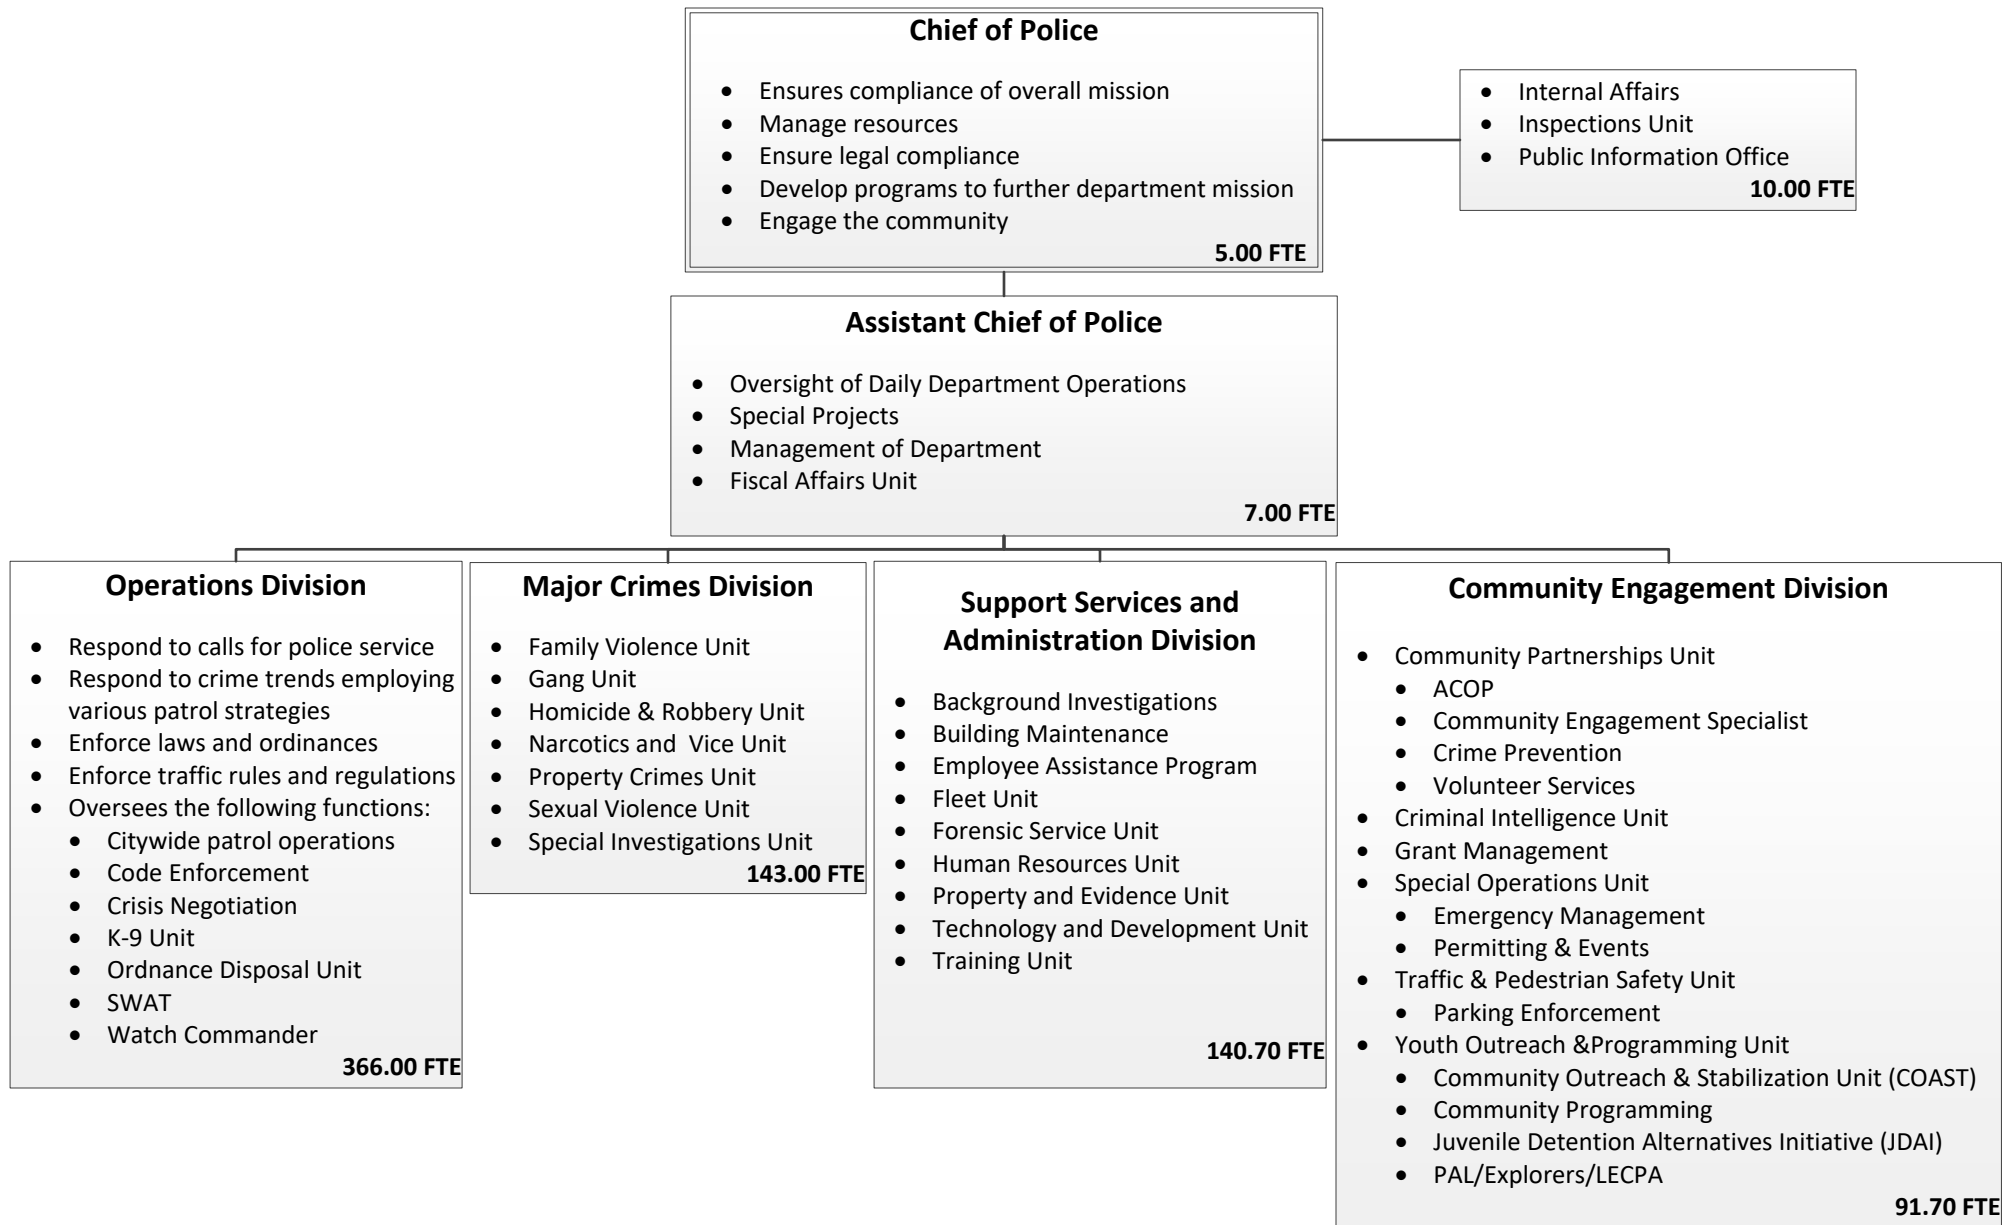 Chief of Police
• Ensures compliance of overall mission
• Manage resources
• Ensure legal compliance
• Develop programs to further department mission
• Engage the community
5.00 FTE
• Internal Affairs
• Inspections Unit
• Public Information Office
10.00 FTE
Assistant Chief of Police
• Oversight of Daily Department Operations
• Special Projects
• Management of Department
• Fiscal Affairs Unit
7.00 FTE
Operations Division
• Respond to calls for police service
• Respond to crime trends employing
various patrol strategies
• Enforce laws and ordinances
• Enforce traffic rules and regulations
• Oversees the following functions:
• Citywide patrol operations
• Code Enforcement
• Crisis Negotiation
• K-9 Unit
• Ordnance Disposal Unit
• SWAT
• Watch Commander
366.00 FTE
Major Crimes Division
• Family Violence Unit
• Gang Unit
• Homicide & Robbery Unit
• Narcotics and  Vice Unit
• Property Crimes Unit
• Sexual Violence Unit
• Special Investigations Unit
143.00 FTE
Support Services and
Administration Division
• Background Investigations
• Building Maintenance
• Employee Assistance Program
• Fleet Unit
• Forensic Service Unit
• Human Resources Unit
• Property and Evidence Unit
• Technology and Development Unit
• Training Unit
140.70 FTE
Community Engagement Division
• Community Partnerships Unit
• ACOP
• Community Engagement Specialist
• Crime Prevention
• Volunteer Services
• Criminal Intelligence Unit
• Grant Management
• Special Operations Unit
• Emergency Management
• Permitting & Events
• Traffic & Pedestrian Safety Unit
• Parking Enforcement
• Youth Outreach &Programming Unit
• Community Outreach & Stabilization Unit (COAST)
• Community Programming
• Juvenile Detention Alternatives Initiative (JDAI)
• PAL/Explorers/LECPA
91.70 FTE